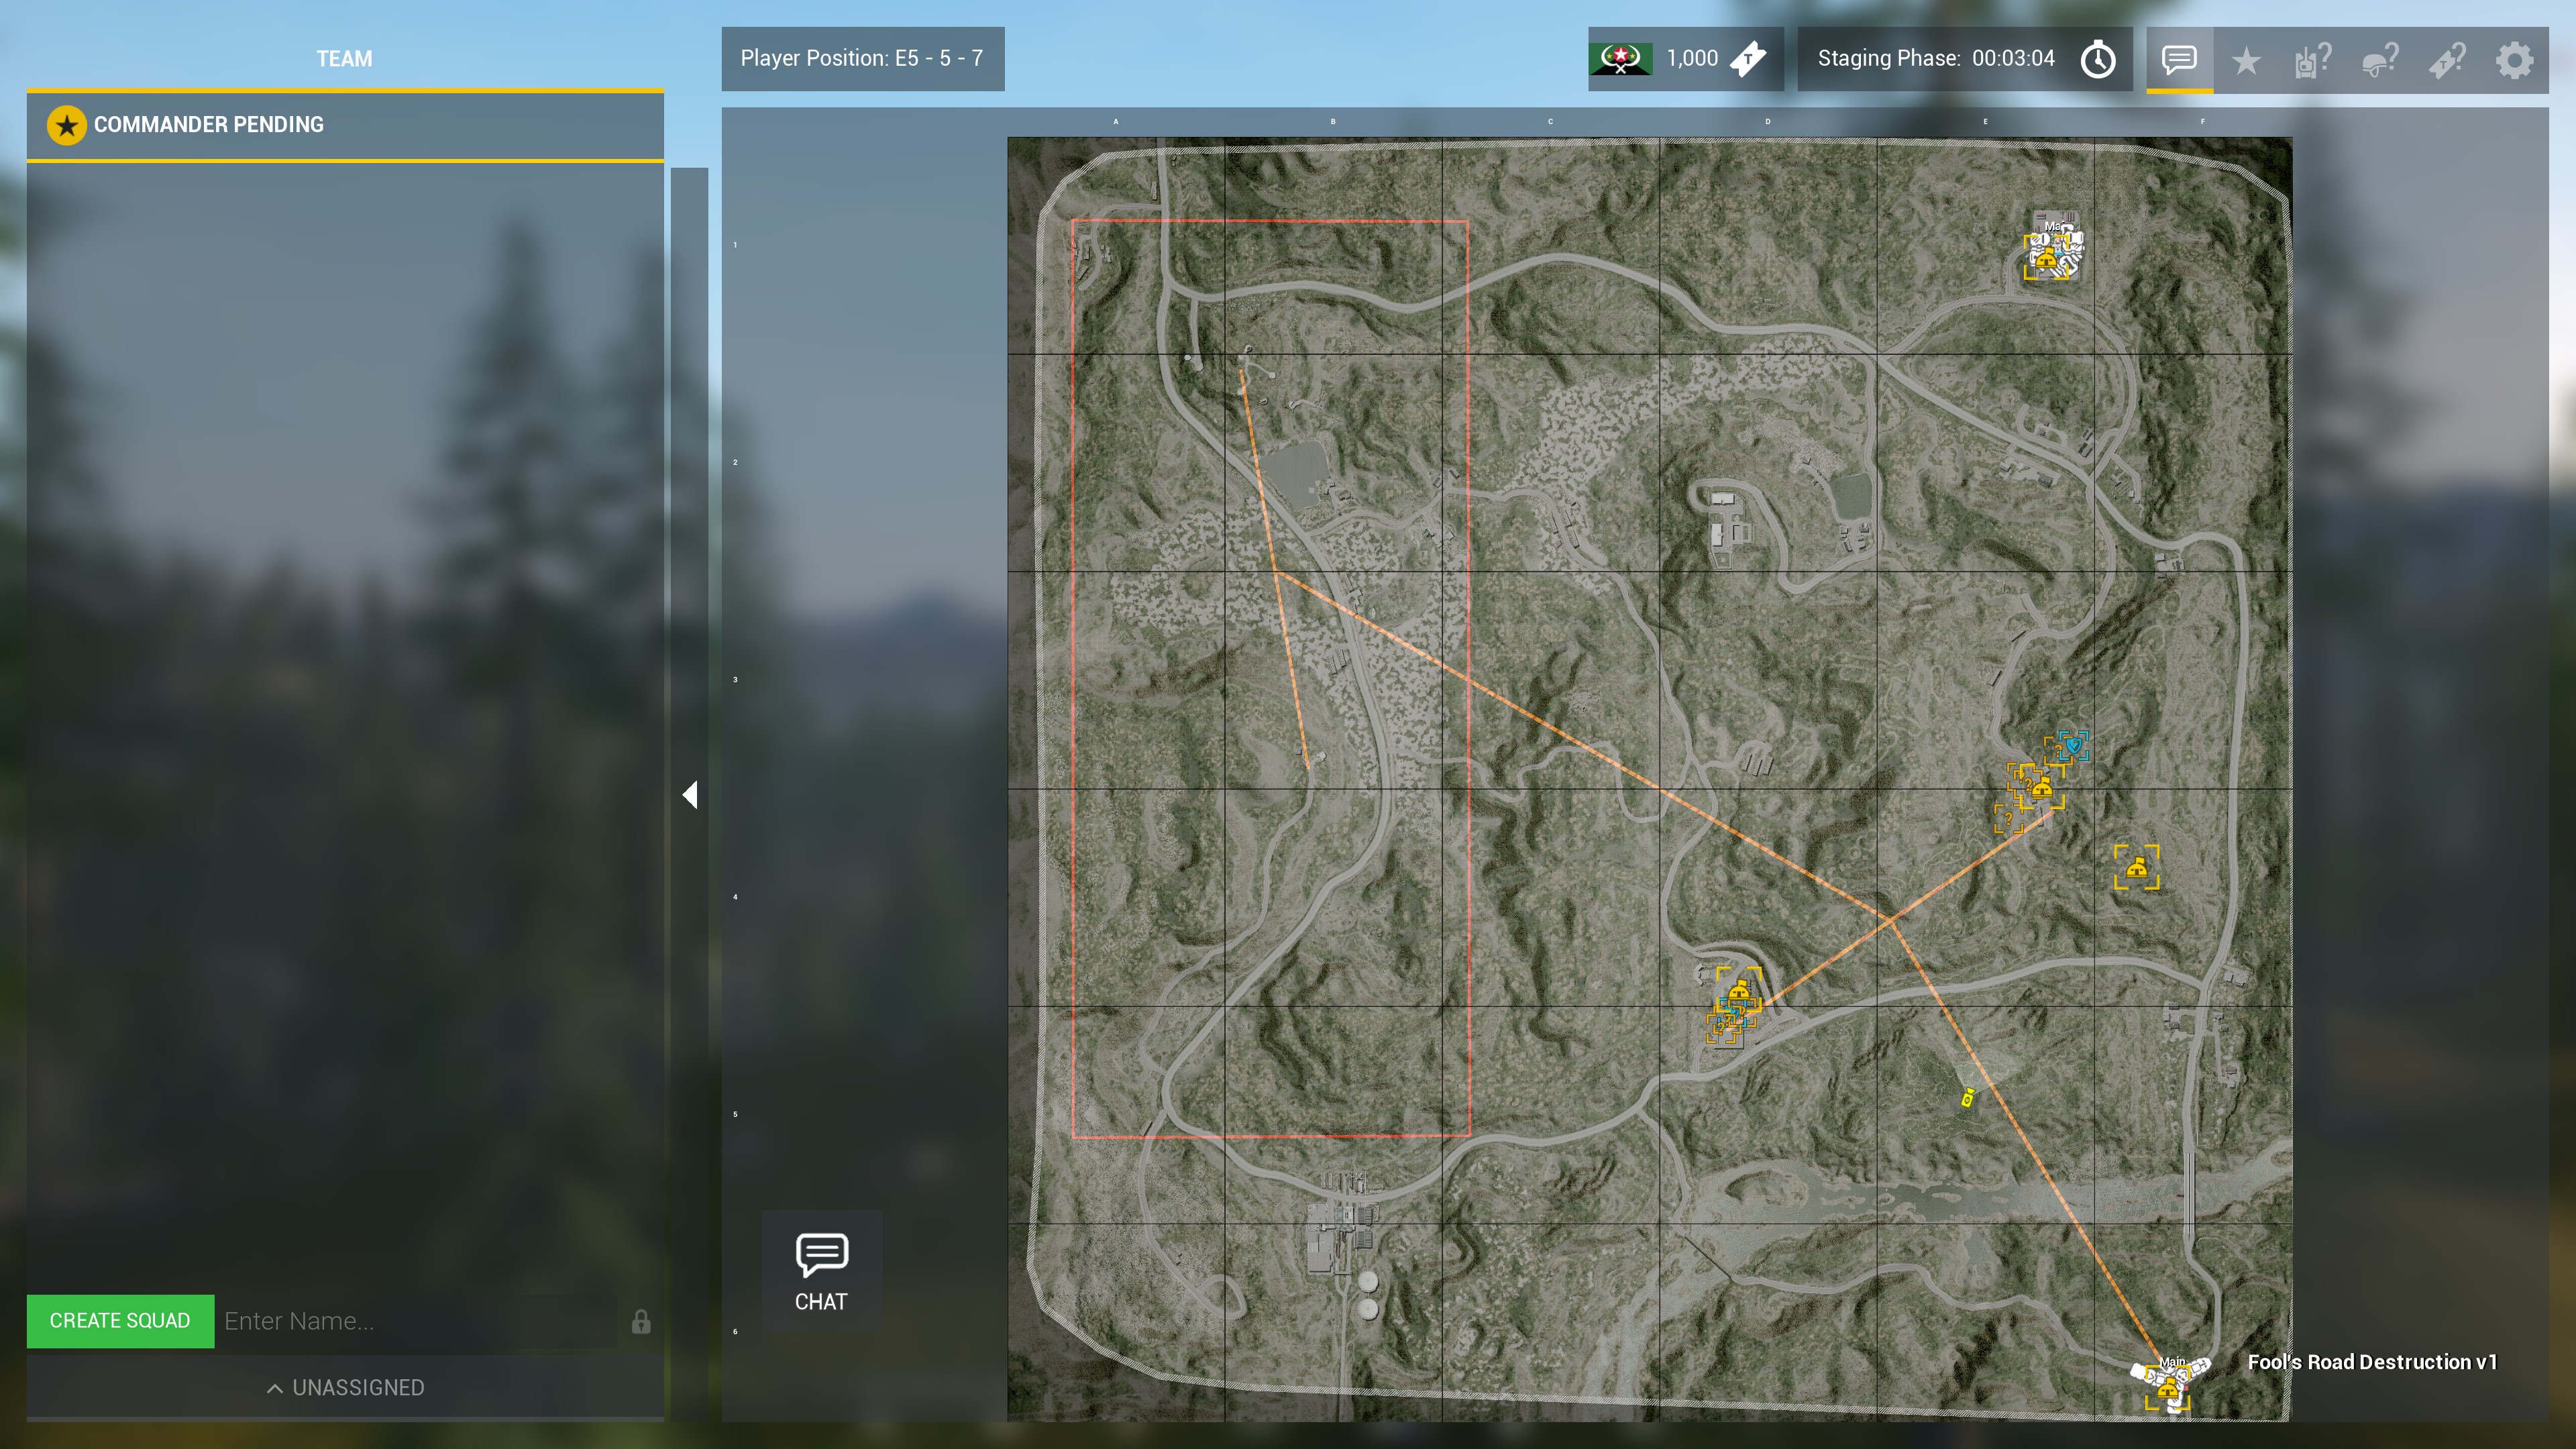 TEAM
COMMANDER PENDING
CREATE SQUAD
Enter Name...
UNASSIGNED
Player Position: E5 - 5 - 7
1,000
T
Staging Phase: 00:03:04
A
B
C
D
E
F
1
2
3
4
5
6
Main
CHAT
Fool's Road Destruction v1